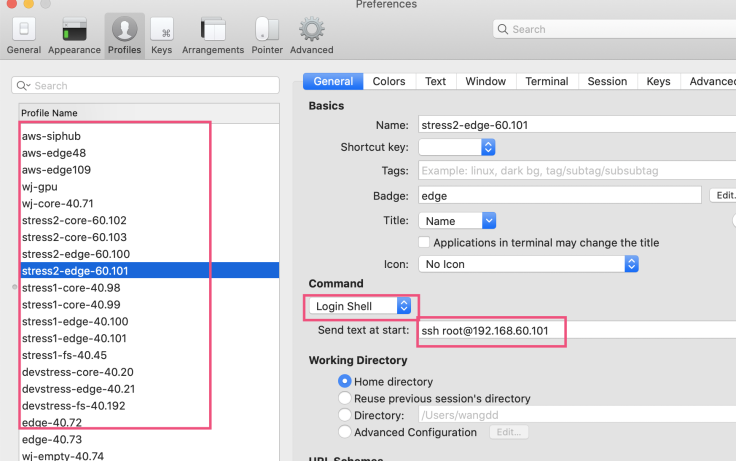 Preferences
General Appearance Profiles Keys Arrangements Pointer Advanced
Search
Search
Profile Name
aws-siphub
aws-edge48
aws-edge109
wj-gpu
wj-core-40.71
stress2-core-60.102
stress2-core-60.103
stress2-edge-60.100
stress2-edge-60.101
stress1-core-40.98
stress1-core-40.99
stress1-edge-40.100
stress1-edge-40.101
stress1-fs-40.45
devstress-core-40.20
devstress-edge-40.21
devstress-fs-40.192
edge-40.72
edge-40.73
wj-empty-40.74
General Colors Text Window Terminal Session Keys Advanced
Basics
Name: stress2-edge-60.101
Shortcut key:
Tags: Example: linux, dark bg, tag/subtag/subsubtag
Badge: edge Edit..
Title: Name
Applications in terminal may change the title
Icon: No Icon
Command
Login Shell
Send text at start: ssh root@192.168.60.101
Working Directory
Home directory
Reuse previous session's directory
Directory: /Users/wangdd
Advanced Configuration Edit...
URL Schemes